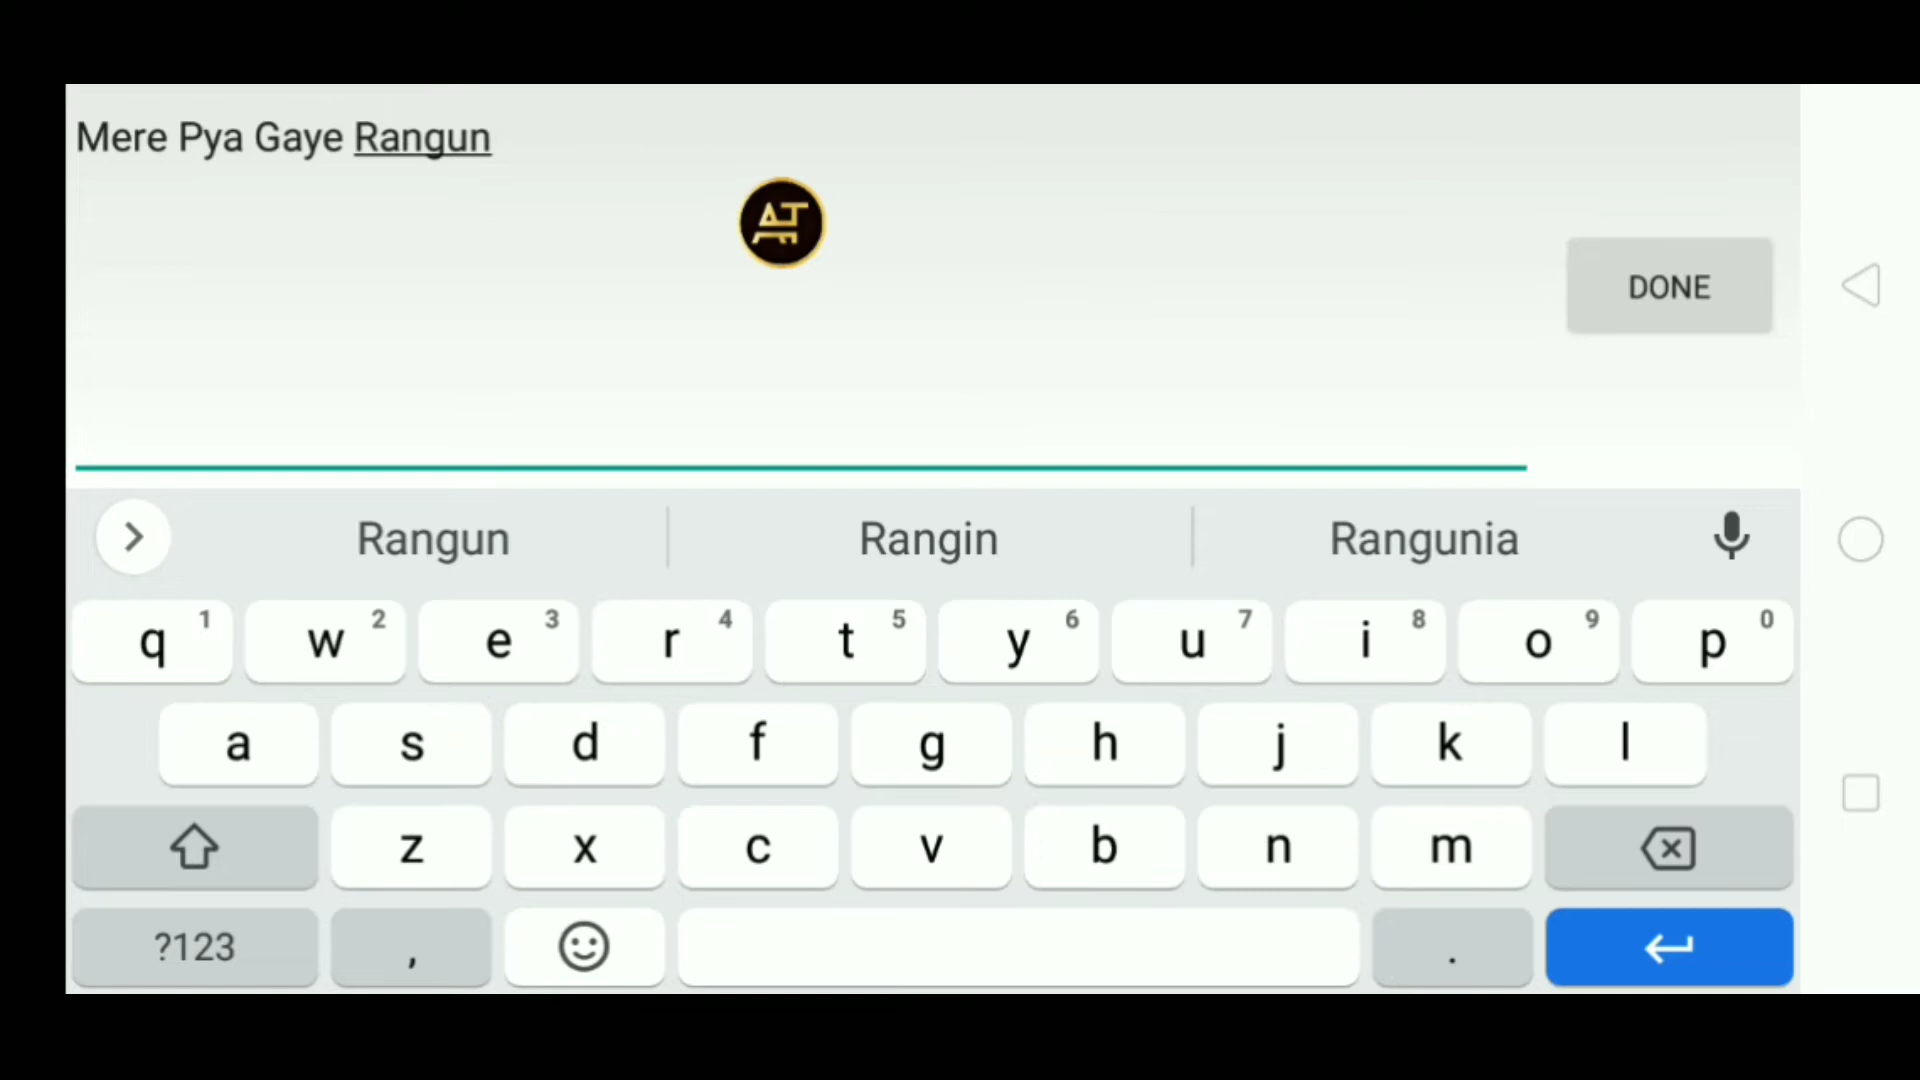 Mere Pya Gaye Rangun
AT
DONE
Rangun Rangin Rangunia
q 1 w 2 e 3 r 4 t 5 y 6 u 7 i 8 o 9 p 0
a s d f g h j k l
z x c v b n m
?123 , .